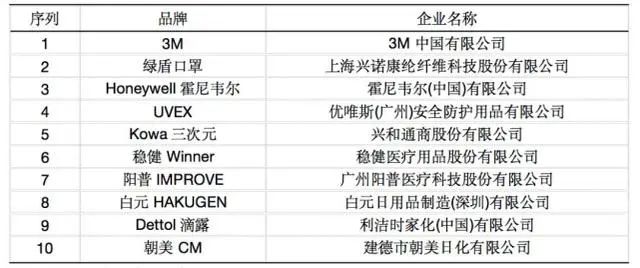 序列 品牌 企业名称
1 3M 3M 中国有限公司
2 绿盾口罩 上海兴诺康纶纤维科技股份有限公司
3 Honeywell 霍尼韦尔 霍尼韦尔(中国)有限公司
4 UVEX 优唯斯(广州)安全防护用品有限公司
5 Kowa 三次元 兴和通商股份有限公司
6 稳健 Winner 稳健医疗用品股份有限公司
7 阳普 IMPROVE 广州阳普医疗科技股份有限公司
8 白元 HAKUGEN 白元日用品制造(深圳)有限公司
9 Dettol 滴露 利洁时家化(中国)有限公司
10 朝美 CM 建德市朝美日化有限公司